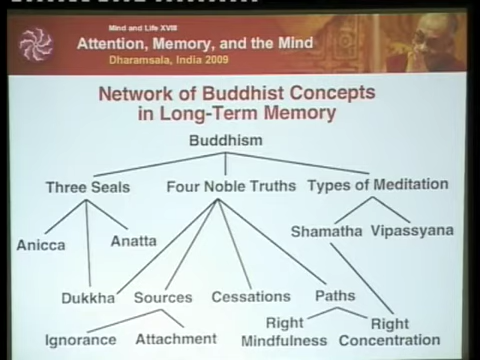 Mind and Life XVIII
Attention, Memory, and the Mind
Dharamsala, India 2009
Network of Buddhist Concepts
in Long-Term Memory
Buddhism
Three Seals Four Noble Truths Types of Meditation
Anicca Anatta Shamatha Vipassyana
Dukkha Sources Cessations Paths
Ignorance Attachment Right Mindfulness Right Concentration